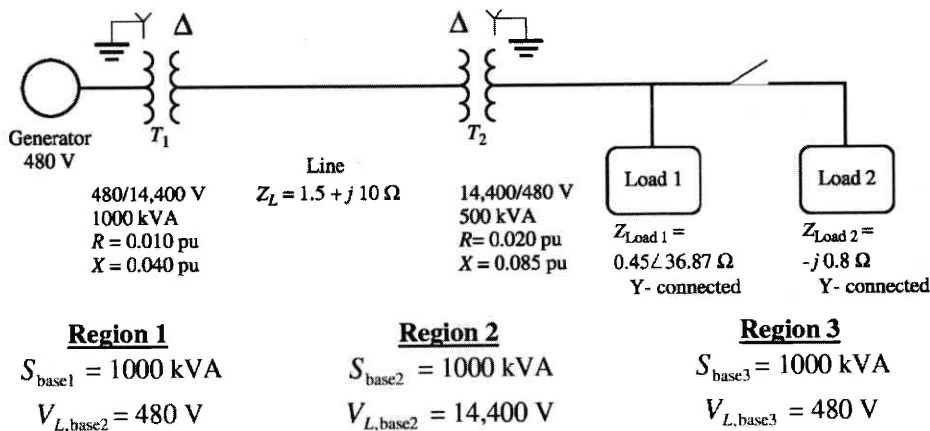 Δ
Δ
T1
T2
Generator
480 V
Line
480/14,400 V
1000 kVA
R = 0.010 pu
X = 0.040 pu
ZL = 1.5 + j 10 Ω
14,400/480 V
500 kVA
R= 0.020 pu
X = 0.085 pu
Load 1
ZLoad 1 =
0.45∠36.87 Ω
Y- connected
Load 2
ZLoad 2 =
-j 0.8 Ω
Y- connected
Region 1
Sbase1 = 1000 kVA
VL,base2 = 480 V
Region 2
Sbase2 = 1000 kVA
VL,base2 = 14,400 V
Region 3
Sbase3 = 1000 kVA
VL,base3 = 480 V